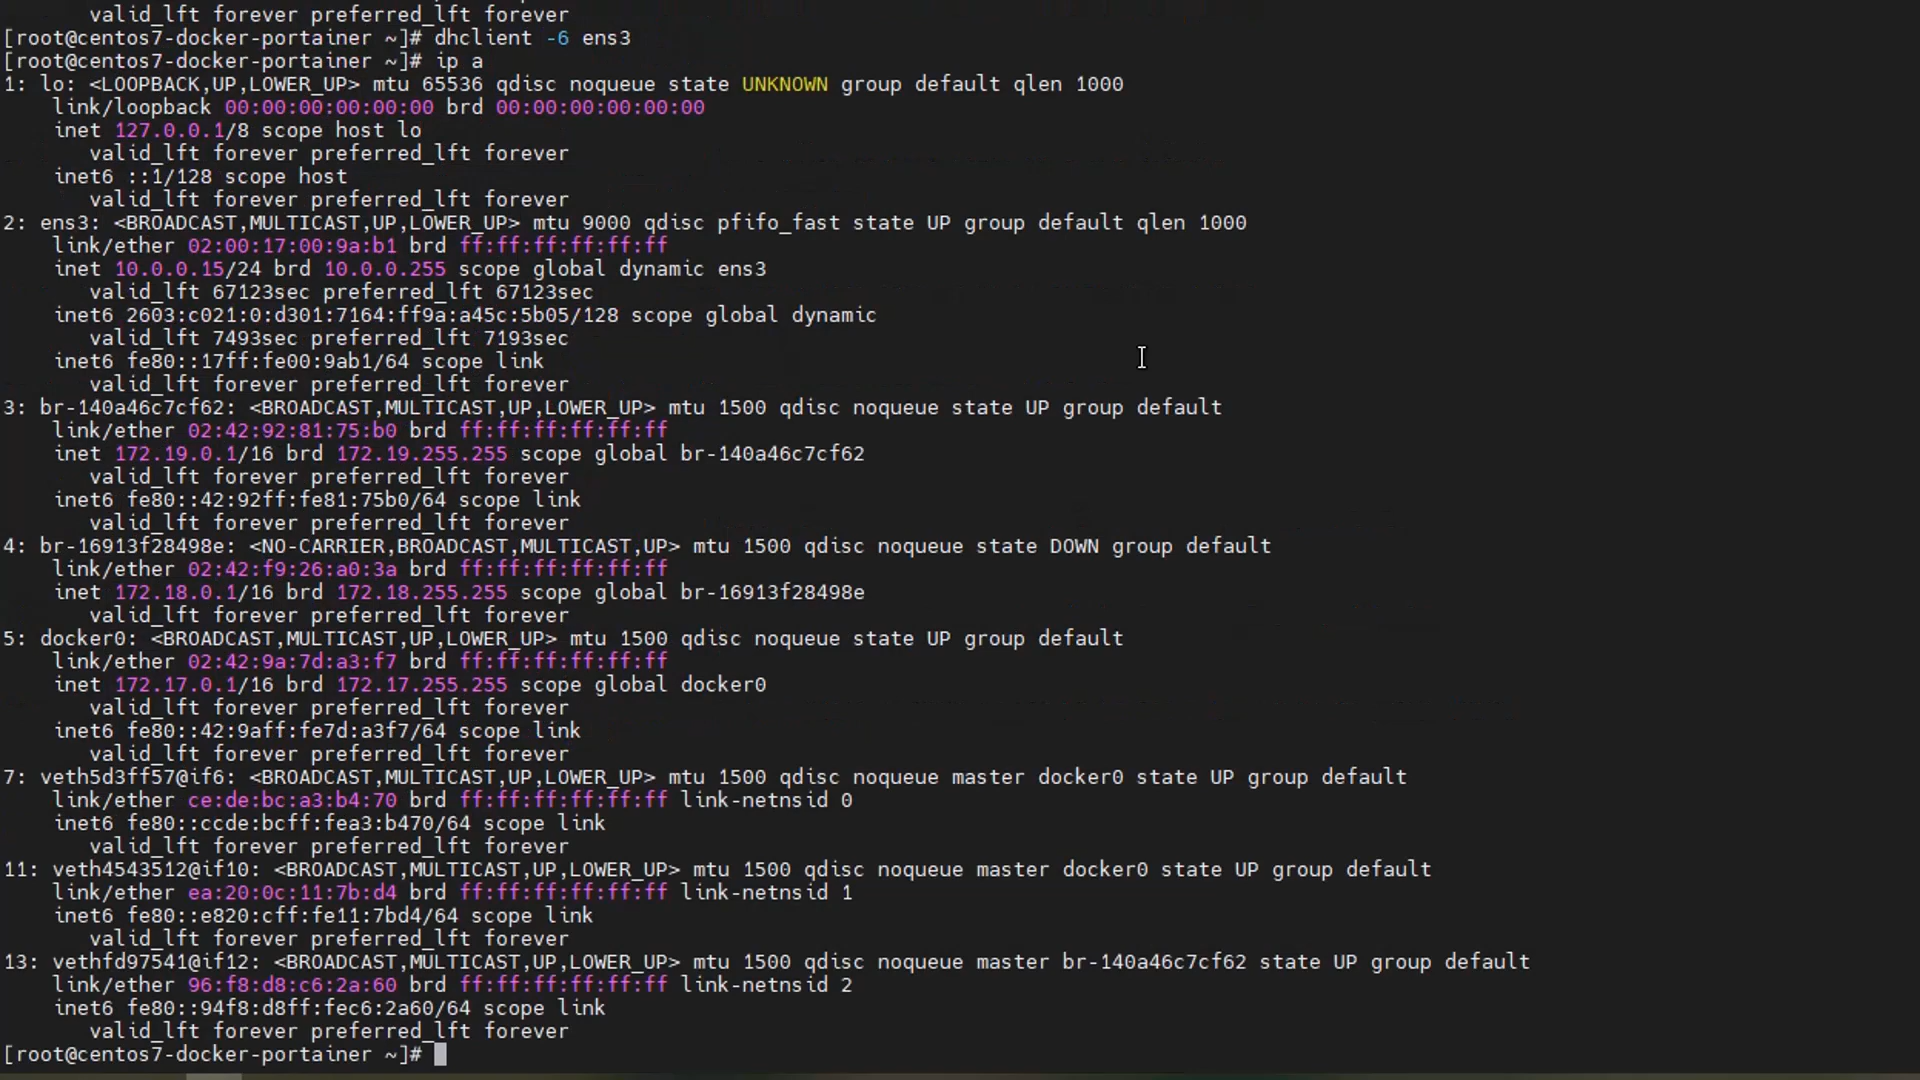 valid_lft forever preferred_lft forever
[root@centos7-docker-portainer ~]# dhclient -6 ens3
[root@centos7-docker-portainer ~]# ip a
1: lo: <LOOPBACK,UP,LOWER_UP> mtu 65536 qdisc noqueue state UNKNOWN group default qlen 1000
link/loopback 00:00:00:00:00:00 brd 00:00:00:00:00:00
inet 127.0.0.1/8 scope host lo
valid_lft forever preferred_lft forever
inet6 ::1/128 scope host
valid_lft forever preferred_lft forever
2: ens3: <BROADCAST,MULTICAST,UP,LOWER_UP> mtu 9000 qdisc pfifo_fast state UP group default qlen 1000
link/ether 02:00:17:00:9a:b1 brd ff:ff:ff:ff:ff:ff
inet 10.0.0.15/24 brd 10.0.0.255 scope global dynamic ens3
valid_lft 67123sec preferred_lft 67123sec
inet6 2603:c021:0:d301:7164:ff9a:a45c:5b05/128 scope global dynamic
valid_lft 7493sec preferred_lft 7193sec
inet6 fe80::17ff:fe00:9ab1/64 scope link
valid_lft forever preferred_lft forever
3: br-140a46c7cf62: <BROADCAST,MULTICAST,UP,LOWER_UP> mtu 1500 qdisc noqueue state UP group default
link/ether 02:42:92:81:75:b0 brd ff:ff:ff:ff:ff:ff
inet 172.19.0.1/16 brd 172.19.255.255 scope global br-140a46c7cf62
valid_lft forever preferred_lft forever
inet6 fe80::42:92ff:fe81:75b0/64 scope link
valid_lft forever preferred_lft forever
4: br-16913f28498e: <NO-CARRIER,BROADCAST,MULTICAST,UP> mtu 1500 qdisc noqueue state DOWN group default
link/ether 02:42:f9:26:a0:3a brd ff:ff:ff:ff:ff:ff
inet 172.18.0.1/16 brd 172.18.255.255 scope global br-16913f28498e
valid_lft forever preferred_lft forever
5: docker0: <BROADCAST,MULTICAST,UP,LOWER_UP> mtu 1500 qdisc noqueue state UP group default
link/ether 02:42:9a:7d:a3:f7 brd ff:ff:ff:ff:ff:ff
inet 172.17.0.1/16 brd 172.17.255.255 scope global docker0
valid_lft forever preferred_lft forever
inet6 fe80::42:9aff:fe7d:a3f7/64 scope link
valid_lft forever preferred_lft forever
7: veth5d3ff57@if6: <BROADCAST,MULTICAST,UP,LOWER_UP> mtu 1500 qdisc noqueue master docker0 state UP group default
link/ether ce:de:bc:a3:b4:70 brd ff:ff:ff:ff:ff:ff link-netnsid 0
inet6 fe80::ccde:bcff:fea3:b470/64 scope link
valid_lft forever preferred_lft forever
11: veth4543512@if10: <BROADCAST,MULTICAST,UP,LOWER_UP> mtu 1500 qdisc noqueue master docker0 state UP group default
link/ether ea:20:0c:11:7b:d4 brd ff:ff:ff:ff:ff:ff link-netnsid 1
inet6 fe80::e820:cff:fe11:7bd4/64 scope link
valid_lft forever preferred_lft forever
13: vethfd97541@if12: <BROADCAST,MULTICAST,UP,LOWER_UP> mtu 1500 qdisc noqueue master br-140a46c7cf62 state UP group default
link/ether 96:f8:d8:c6:2a:60 brd ff:ff:ff:ff:ff:ff link-netnsid 2
inet6 fe80::94f8:d8ff:fec6:2a60/64 scope link
valid_lft forever preferred_lft forever
[root@centos7-docker-portainer ~]#